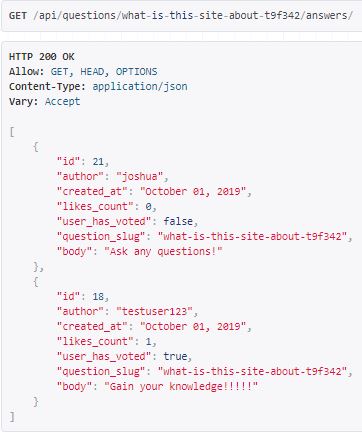 GET /api/questions/what-is-this-site-about-t9f342/answers/
HTTP 200 OK
Allow: GET, HEAD, OPTIONS
Content-Type: application/json
Vary: Accept
[
    {
        "id": 21,
        "author": "joshua",
        "created_at": "October 01, 2019",
        "likes_count": 0,
        "user_has_voted": false,
        "question_slug": "what-is-this-site-about-t9f342",
        "body": "Ask any questions!"
    },
    {
        "id": 18,
        "author": "testuser123",
        "created_at": "October 01, 2019",
        "likes_count": 1,
        "user_has_voted": true,
        "question_slug": "what-is-this-site-about-t9f342",
        "body": "Gain your knowledge!!!!!"
    }
]